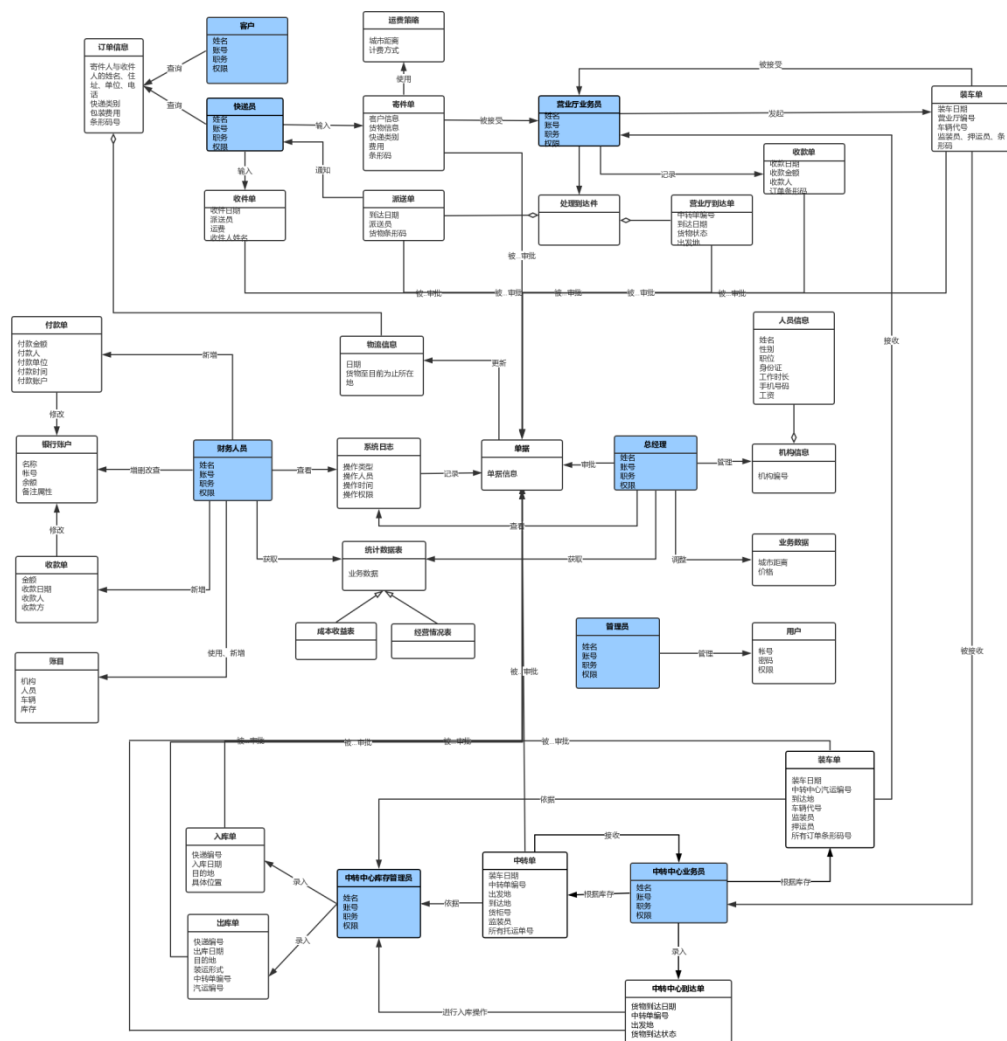 客户
姓名
账号
职务
权限
运费策略
城市距离
计费方式
订单信息
寄件人与收件
人的姓名、住
址、单位、电
话
快递类别
包装费用
条形码号
查询
查询
使用
被接受
快递员
姓名
账号
职务
权限
输入
寄件单
客户信息
货物信息
快递类别
费用
条形码
被接受
营业厅业务员
姓名
账号
职务
权限
发起
装车单
装车日期
营业厅编号
车辆代号
监装员、押运员、条
形码
输入
通知
记录
收款单
收款日期
收款金额
收款人
订单条形码
收件单
收件日期
派送员
运费
收件人姓名
派送单
到达日期
派送员
货物条形码
处理到达件
营业厅到达单
中转单编号
到达日期
货物状态
出发地
被...审批
被...审批
被...审批
被...审批
被...审批
被...审批
付款单
付款金额
付款人
付款单位
付款时间
付款账户
新增
物流信息
日期
货物至目前为止所在
地
更新
人员信息
姓名
性别
职位
身份证
工作时长
手机号码
工资
接收
修改
银行账户
名称
帐号
余额
备注属性
增删改查
财务人员
姓名
账号
职务
权限
查看
系统日志
操作类型
操作人员
操作时间
操作权限
记录
单据
单据信息
审批
总经理
姓名
账号
职务
权限
管理
机构信息
机构编号
修改
查看
收款单
金额
收款日期
收款人
收款方
新增
获取
统计数据表
业务数据
获取
调整
业务数据
城市距离
价格
成本收益表
经营情况表
管理员
姓名
账号
职务
权限
管理
用户
帐号
密码
权限
使用、新增
账目
机构
人员
车辆
库存
被接收
被...审批
被...审批
被...审批
被...审批
被...审批
装车单
装车日期
中转中心汽运编号
到达地
车辆代号
监装员
押运员
所有订单条形码号
依据
入库单
快递编号
入库日期
目的地
具体位置
录入
中转中心库存管理员
姓名
账号
职务
权限
依据
中转单
装车日期
中转单编号
出发地
到达地
货柜号
监装员
所有托运单号
接收
根据库存
中转中心业务员
姓名
账号
职务
权限
根据库存
出库单
快递编号
出库日期
目的地
装运形式
中转单编号
汽运编号
录入
录入
进行入库操作
中转中心到达单
货物到达日期
中转单编号
出发地
货物到达状态